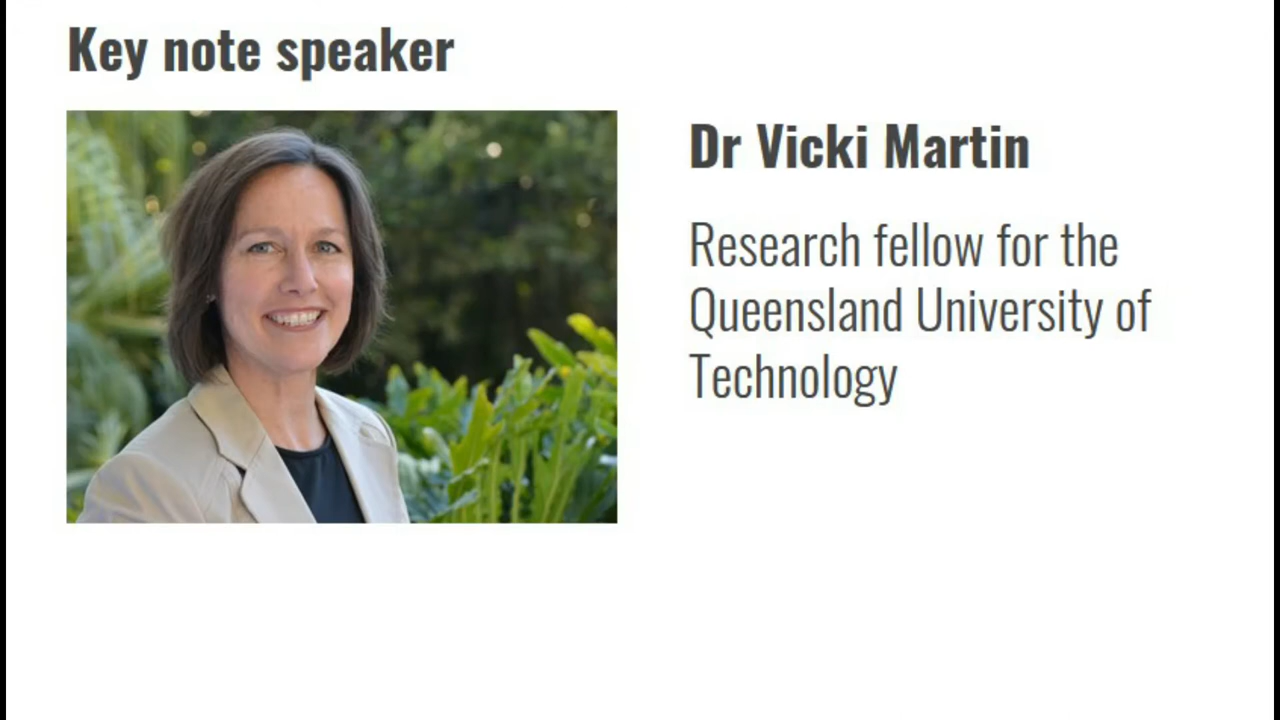 Key note speaker
Dr Vicki Martin
Research fellow for the
Queensland University of
Technology